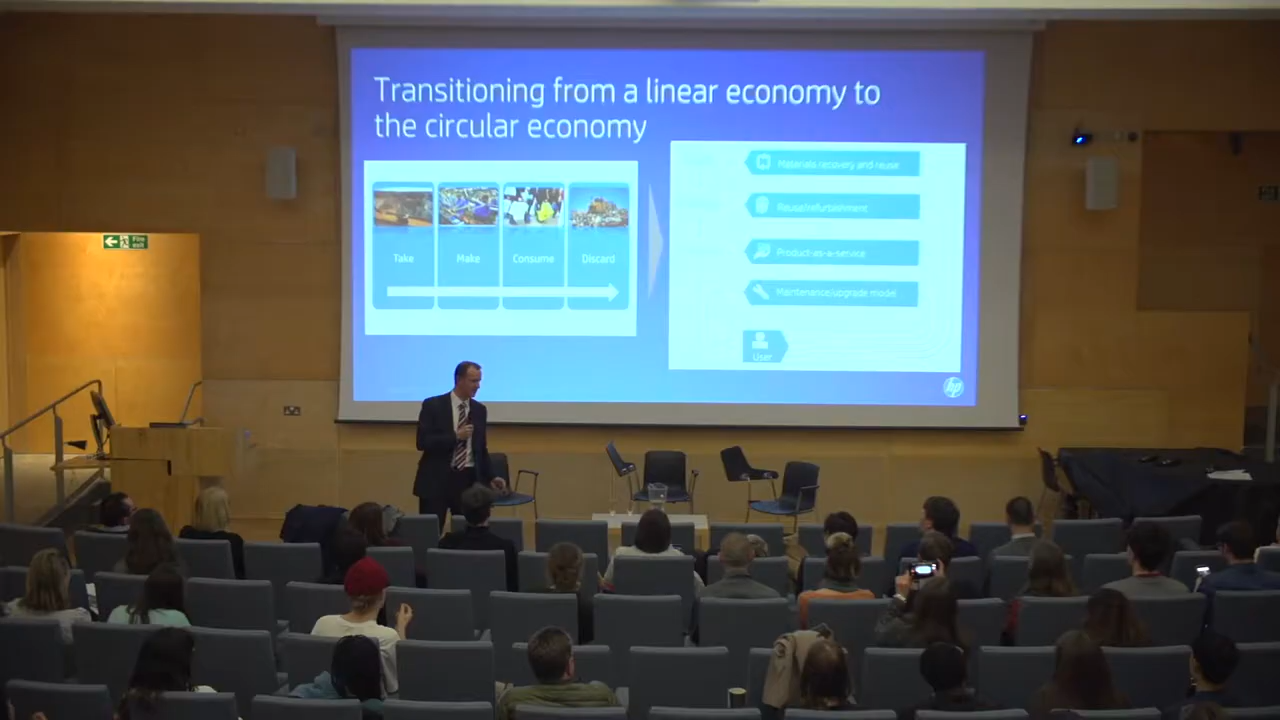 Transitioning from a linear economy to
the circular economy
Take
Make
Consume
Discard
Materials recovery and reuse
Reuse/refurbishment
Product-as-a-service
Maintenance/upgrade model
User
hp
Fire
exit